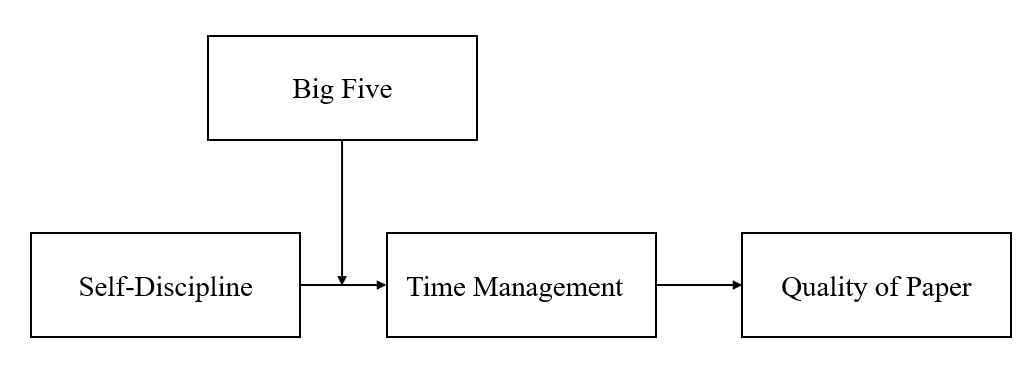 Big Five
Self-Discipline
Time Management
Quality of Paper